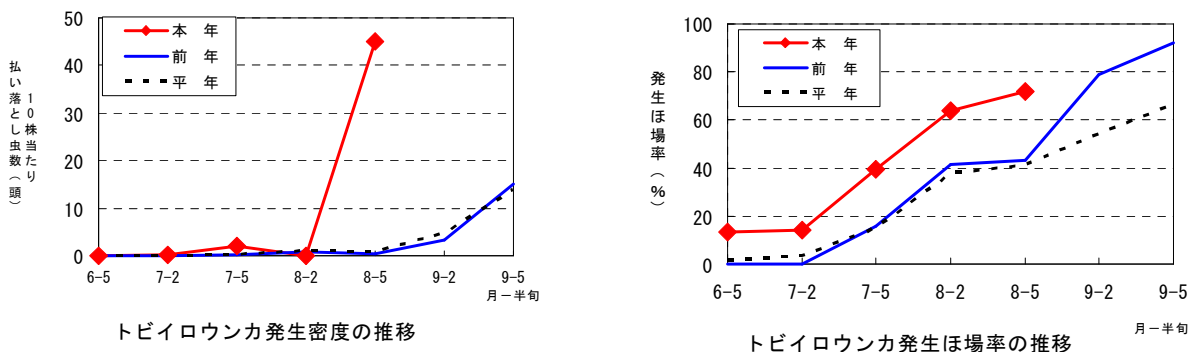 50
40
30
20
10
0
払い落とし虫数(頭)
10株当たり
本 年
前 年
平 年
6−5 7−2 7−5 8−2 8−5 9−2 9−5
月−半旬
トビイロウンカ発生密度の推移
100
80
60
40
20
0
発生ほ場率(%)
本 年
前 年
平 年
6−5 7−2 7−5 8−2 8−5 9−2 9−5
月−半旬
トビイロウンカ発生ほ場率の推移